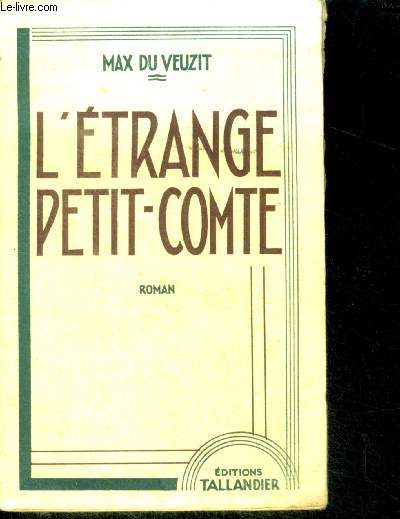 Le-Livre.com
MAX DU VEUZIT
L'ÉTRANGE
PETIT-COMTE
ROMAN
ÉDITIONS
TALLANDIER